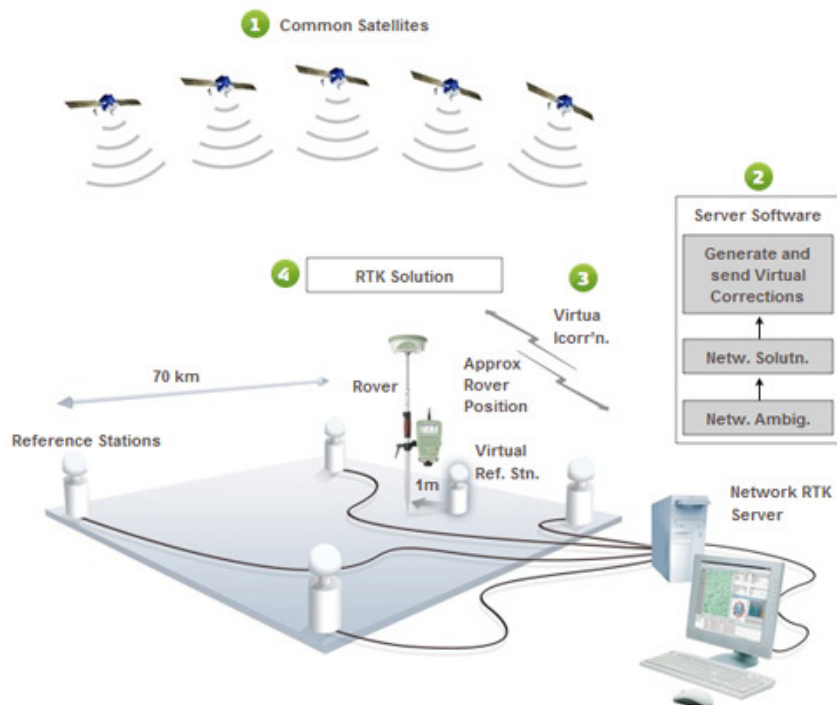 1 Common Satellites
2
Server Software
Generate and
send Virtual
Corrections
Netw. Solutn.
Netw. Ambig.
4 RTK Solution
3
Virtua
Icorr'n.
70 km
Rover
Approx
Rover
Position
Reference Stations
Virtual
Ref. Stn.
1m
Network RTK
Server